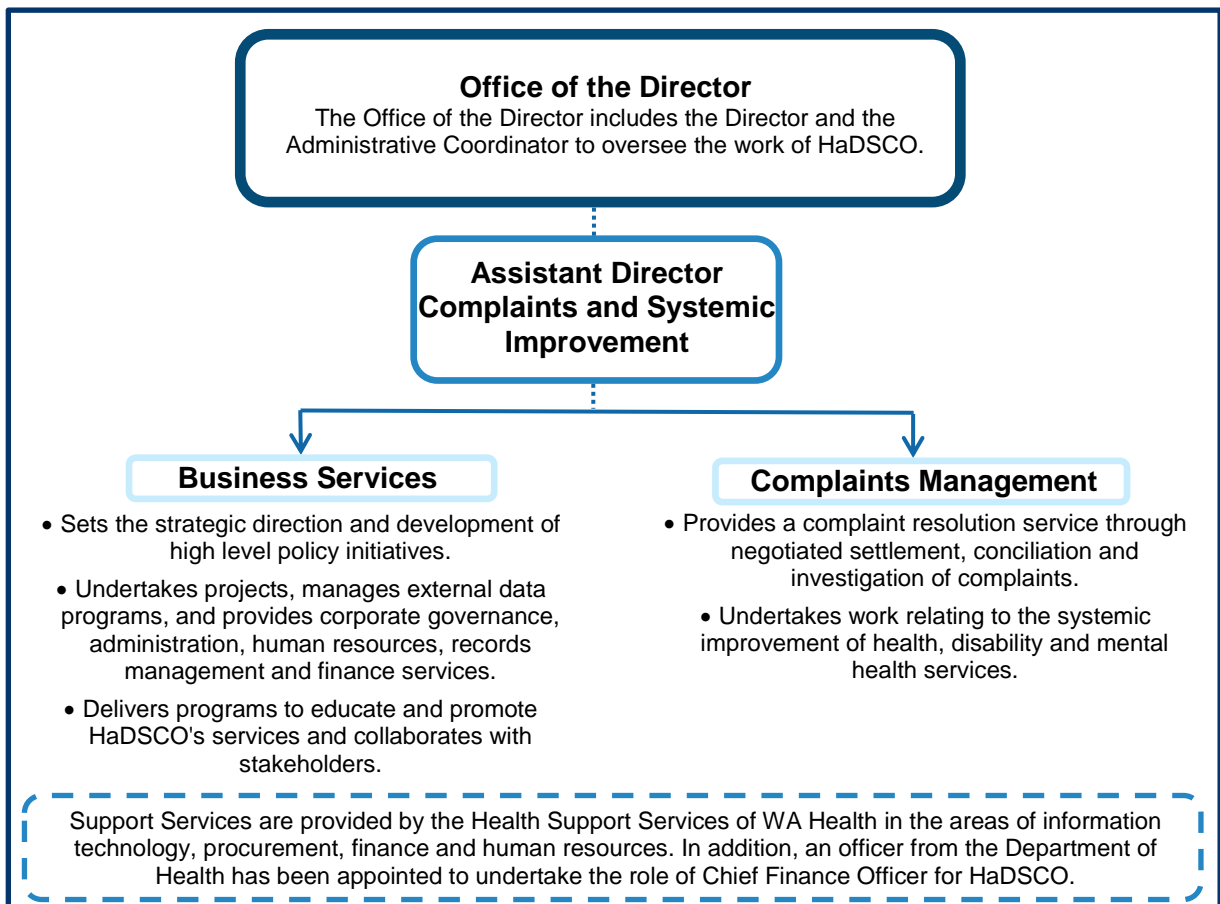 Office of the Director
The Office of the Director includes the Director and the
Administrative Coordinator to oversee the work of HaDSCO.
Assistant Director
Complaints and Systemic
Improvement
Business Services
• Sets the strategic direction and development of
high level policy initiatives.
• Undertakes projects, manages external data
programs, and provides corporate governance,
administration, human resources, records
management and finance services.
• Delivers programs to educate and promote
HaDSCO's services and collaborates with
stakeholders.
Complaints Management
• Provides a complaint resolution service through
negotiated settlement, conciliation and
investigation of complaints.
• Undertakes work relating to the systemic
improvement of health, disability and mental
health services.
Support Services are provided by the Health Support Services of WA Health in the areas of information
technology, procurement, finance and human resources. In addition, an officer from the Department of
Health has been appointed to undertake the role of Chief Finance Officer for HaDSCO.